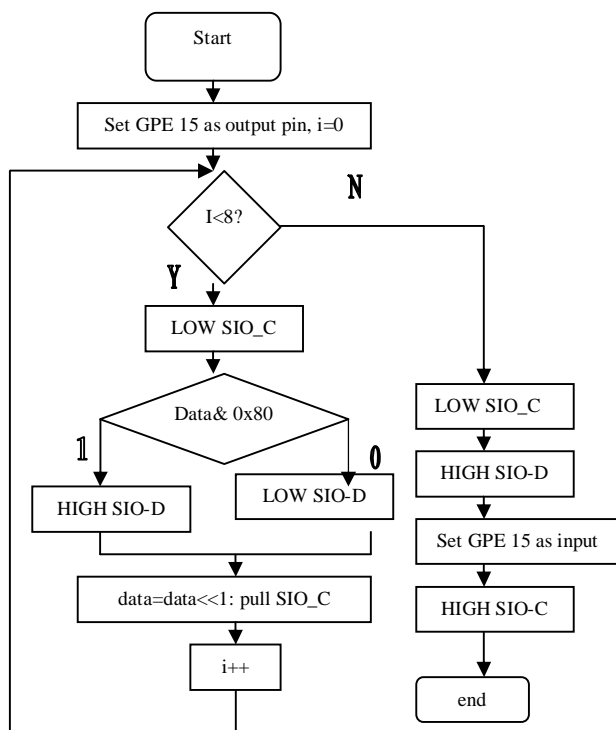 Start
Set GPE 15 as output pin, i=0
I<8?
N
Y
LOW SIO_C
Data& 0x80
1
0
HIGH SIO-D
LOW SIO-D
data=data<<1: pull SIO_C
i++
LOW SIO_C
HIGH SIO-D
Set GPE 15 as input
HIGH SIO-C
end